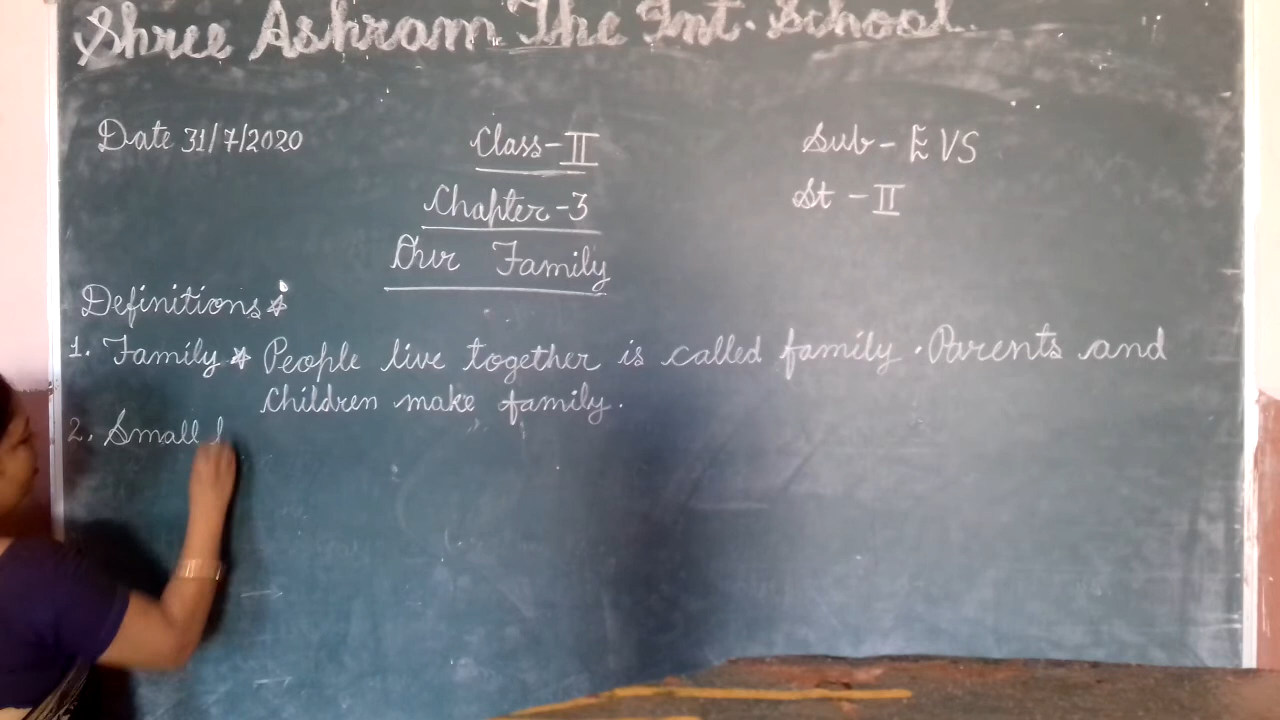 Shree Ashram The Int. School.
Date 31/7/2020 Class-II Sub - EVS
Chapter-3 St - II
Our Family
Definitions :
1. Family * People live together is called family. Parents and
children make family.
2. Small